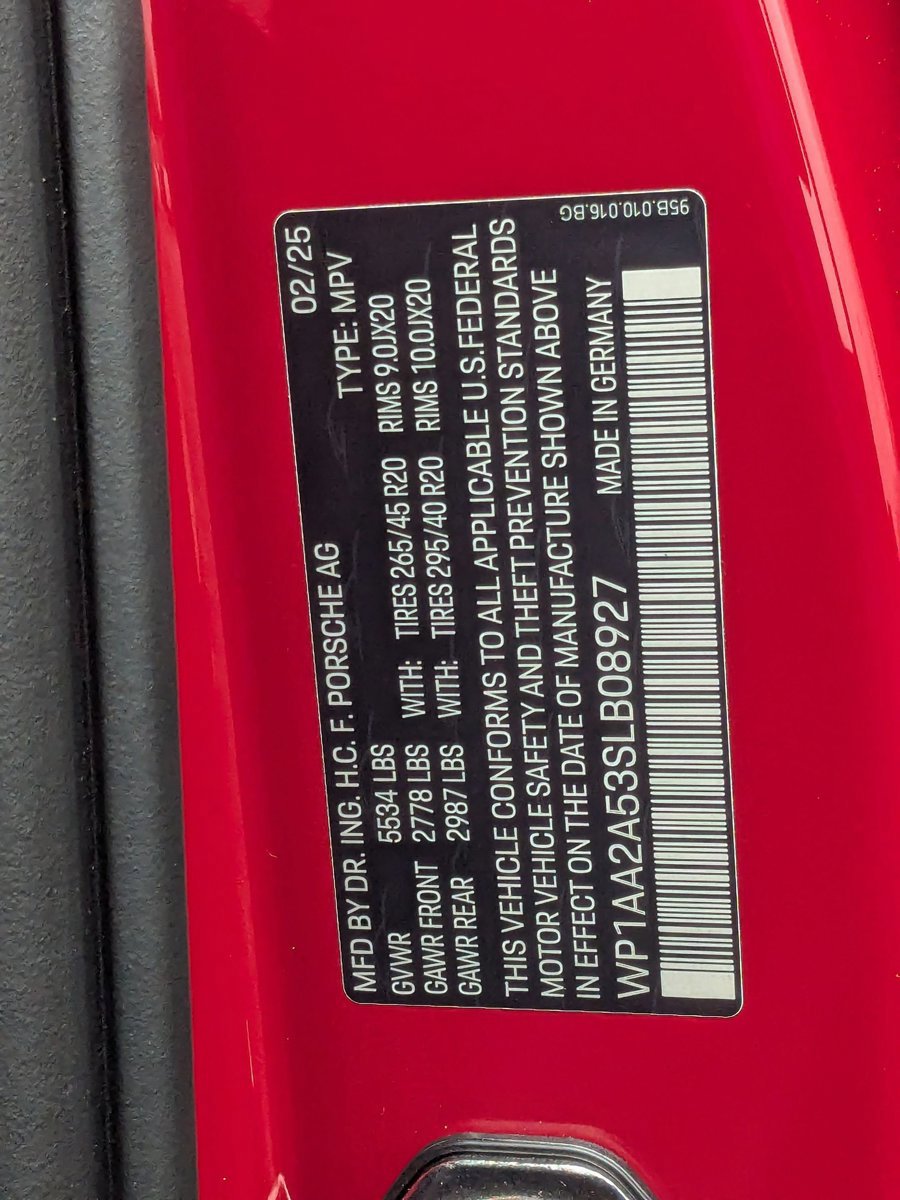 MFD BY DR. ING. H.C. F. PORSCHE AG 02/25
TYPE: MPV
GVWR 5534 LBS WITH: TIRES 265/45 R20 RIMS 9.0JX20
GAWR FRONT 2778 LBS WITH: TIRES 295/40 R20 RIMS 10.0JX20
GAWR REAR 2987 LBS
THIS VEHICLE CONFORMS TO ALL APPLICABLE U.S.FEDERAL
MOTOR VEHICLE SAFETY AND THEFT PREVENTION STANDARDS
IN EFFECT ON THE DATE OF MANUFACTURE SHOWN ABOVE
WP1AA2A53SLB08927 MADE IN GERMANY
95B.010.016.BG